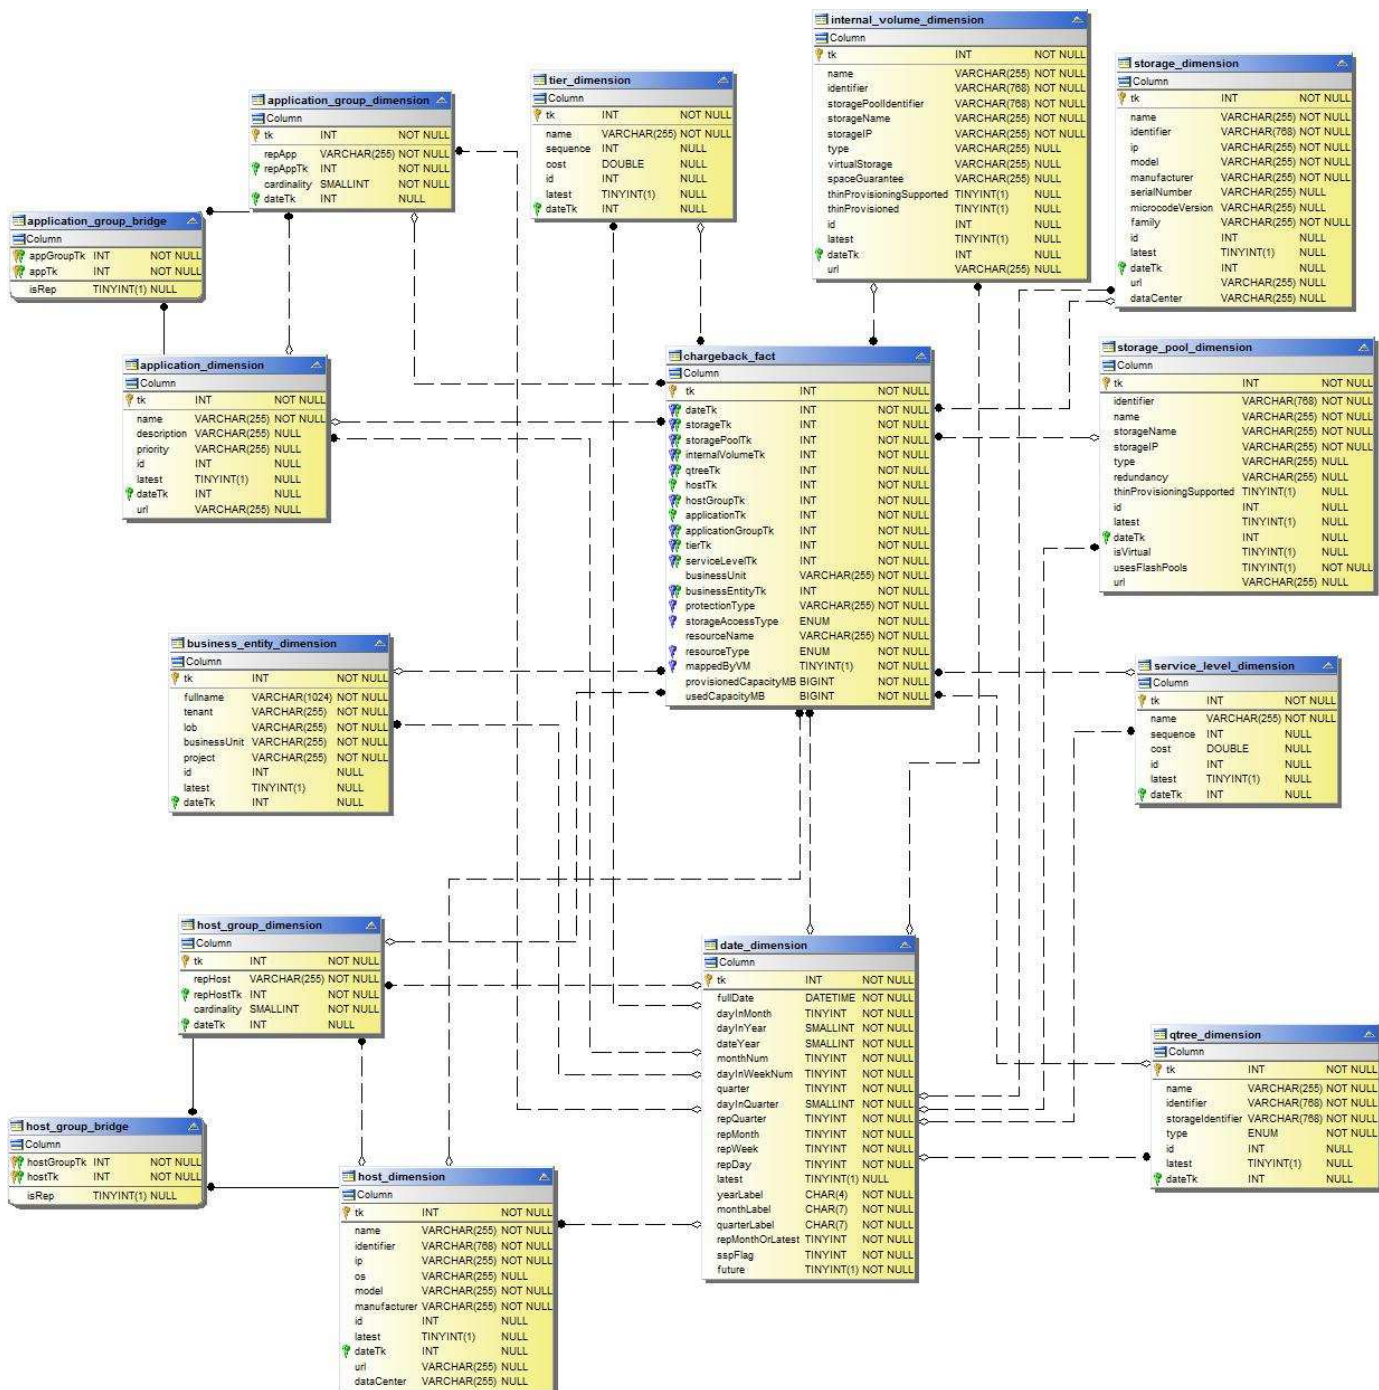 internal_volume_dimension
Column
tk INT NOT NULL
name VARCHAR(255) NOT NULL
identifier VARCHAR(768) NOT NULL
storagePoolIdentifier VARCHAR(768) NOT NULL
storageName VARCHAR(255) NOT NULL
storageIP VARCHAR(255) NOT NULL
type VARCHAR(255) NULL
virtualStorage VARCHAR(255) NULL
spaceGuarantee VARCHAR(255) NULL
thinProvisioningSupported TINYINT(1) NULL
thinProvisioned TINYINT(1) NULL
id INT NULL
latest TINYINT(1) NULL
dateTk INT NULL
url VARCHAR(255) NULL
storage_dimension
Column
tk INT NOT NULL
name VARCHAR(255) NOT NULL
identifier VARCHAR(768) NOT NULL
ip VARCHAR(255) NOT NULL
model VARCHAR(255) NOT NULL
manufacturer VARCHAR(255) NOT NULL
serialNumber VARCHAR(255) NULL
microcodeVersion VARCHAR(255) NULL
family VARCHAR(255) NOT NULL
id INT NULL
latest TINYINT(1) NULL
dateTk INT NULL
url VARCHAR(255) NULL
dataCenter VARCHAR(255) NULL
tier_dimension
Column
tk INT NOT NULL
name VARCHAR(255) NOT NULL
sequence INT NULL
cost DOUBLE NULL
id INT NULL
latest TINYINT(1) NULL
dateTk INT NULL
application_group_dimension
Column
tk INT NOT NULL
repApp VARCHAR(255) NOT NULL
repAppTk INT NOT NULL
cardinality SMALLINT NOT NULL
dateTk INT NULL
application_group_bridge
Column
appGroupTk INT NOT NULL
appTk INT NOT NULL
isRep TINYINT(1) NULL
application_dimension
Column
tk INT NOT NULL
name VARCHAR(255) NOT NULL
description VARCHAR(255) NULL
priority VARCHAR(255) NULL
id INT NULL
latest TINYINT(1) NULL
dateTk INT NULL
url VARCHAR(255) NULL
chargeback_fact
Column
tk INT NOT NULL
dateTk INT NOT NULL
storageTk INT NOT NULL
storagePoolTk INT NOT NULL
internalVolumeTk INT NOT NULL
qtreeTk INT NOT NULL
hostTk INT NOT NULL
hostGroupTk INT NOT NULL
applicationTk INT NOT NULL
applicationGroupTk INT NOT NULL
tierTk INT NOT NULL
serviceLevelTk INT NOT NULL
businessUnit VARCHAR(255) NOT NULL
businessEntityTk INT NOT NULL
protectionType VARCHAR(255) NOT NULL
storageAccessType ENUM NOT NULL
resourceName VARCHAR(255) NOT NULL
resourceType ENUM NOT NULL
mappedByVM TINYINT(1) NOT NULL
provisionedCapacityMB BIGINT NOT NULL
usedCapacityMB BIGINT NOT NULL
storage_pool_dimension
Column
tk INT NOT NULL
identifier VARCHAR(768) NOT NULL
name VARCHAR(255) NOT NULL
storageName VARCHAR(255) NOT NULL
storageIP VARCHAR(255) NOT NULL
type VARCHAR(255) NULL
redundancy VARCHAR(255) NULL
thinProvisioningSupported TINYINT(1) NULL
id INT NULL
latest TINYINT(1) NULL
dateTk INT NULL
isVirtual TINYINT(1) NULL
usesFlashPools TINYINT(1) NOT NULL
url VARCHAR(255) NULL
business_entity_dimension
Column
tk INT NOT NULL
fullname VARCHAR(1024) NOT NULL
tenant VARCHAR(255) NOT NULL
lob VARCHAR(255) NOT NULL
businessUnit VARCHAR(255) NOT NULL
project VARCHAR(255) NOT NULL
id INT NULL
latest TINYINT(1) NULL
dateTk INT NULL
service_level_dimension
Column
tk INT NOT NULL
name VARCHAR(255) NOT NULL
sequence INT NULL
cost DOUBLE NULL
id INT NULL
latest TINYINT(1) NULL
dateTk INT NULL
host_group_dimension
Column
tk INT NOT NULL
repHost VARCHAR(255) NOT NULL
repHostTk INT NOT NULL
cardinality SMALLINT NOT NULL
dateTk INT NULL
date_dimension
Column
tk INT NOT NULL
fullDate DATETIME NOT NULL
dayInMonth TINYINT NOT NULL
dayInYear SMALLINT NOT NULL
dateYear SMALLINT NOT NULL
monthNum TINYINT NOT NULL
dayInWeekNum TINYINT NOT NULL
quarter TINYINT NOT NULL
dayInQuarter SMALLINT NOT NULL
repQuarter TINYINT NOT NULL
repMonth TINYINT NOT NULL
repWeek TINYINT NOT NULL
repDay TINYINT NOT NULL
latest TINYINT(1) NULL
yearLabel CHAR(4) NOT NULL
monthLabel CHAR(7) NOT NULL
quarterLabel CHAR(7) NOT NULL
repMonthOrLatest TINYINT NOT NULL
sspFlag TINYINT NOT NULL
future TINYINT(1) NOT NULL
qtree_dimension
Column
tk INT NOT NULL
name VARCHAR(255) NOT NULL
identifier VARCHAR(768) NOT NULL
storageIdentifier VARCHAR(768) NOT NULL
type ENUM NOT NULL
id INT NULL
latest TINYINT(1) NULL
dateTk INT NULL
host_group_bridge
Column
hostGroupTk INT NOT NULL
hostTk INT NOT NULL
isRep TINYINT(1) NULL
host_dimension
Column
tk INT NOT NULL
name VARCHAR(255) NOT NULL
identifier VARCHAR(768) NOT NULL
ip VARCHAR(255) NOT NULL
os VARCHAR(255) NULL
model VARCHAR(255) NOT NULL
manufacturer VARCHAR(255) NOT NULL
id INT NULL
latest TINYINT(1) NULL
dateTk INT NULL
url VARCHAR(255) NULL
dataCenter VARCHAR(255) NULL